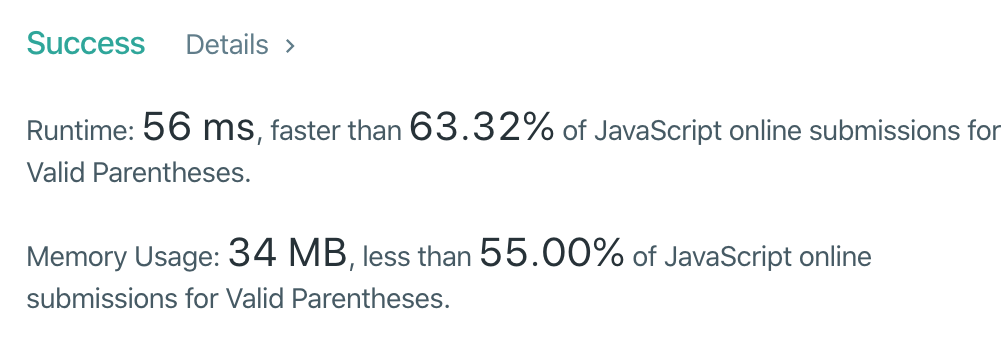 Success Details >
Runtime: 56 ms, faster than 63.32% of JavaScript online submissions for
Valid Parentheses.
Memory Usage: 34 MB, less than 55.00% of JavaScript online
submissions for Valid Parentheses.